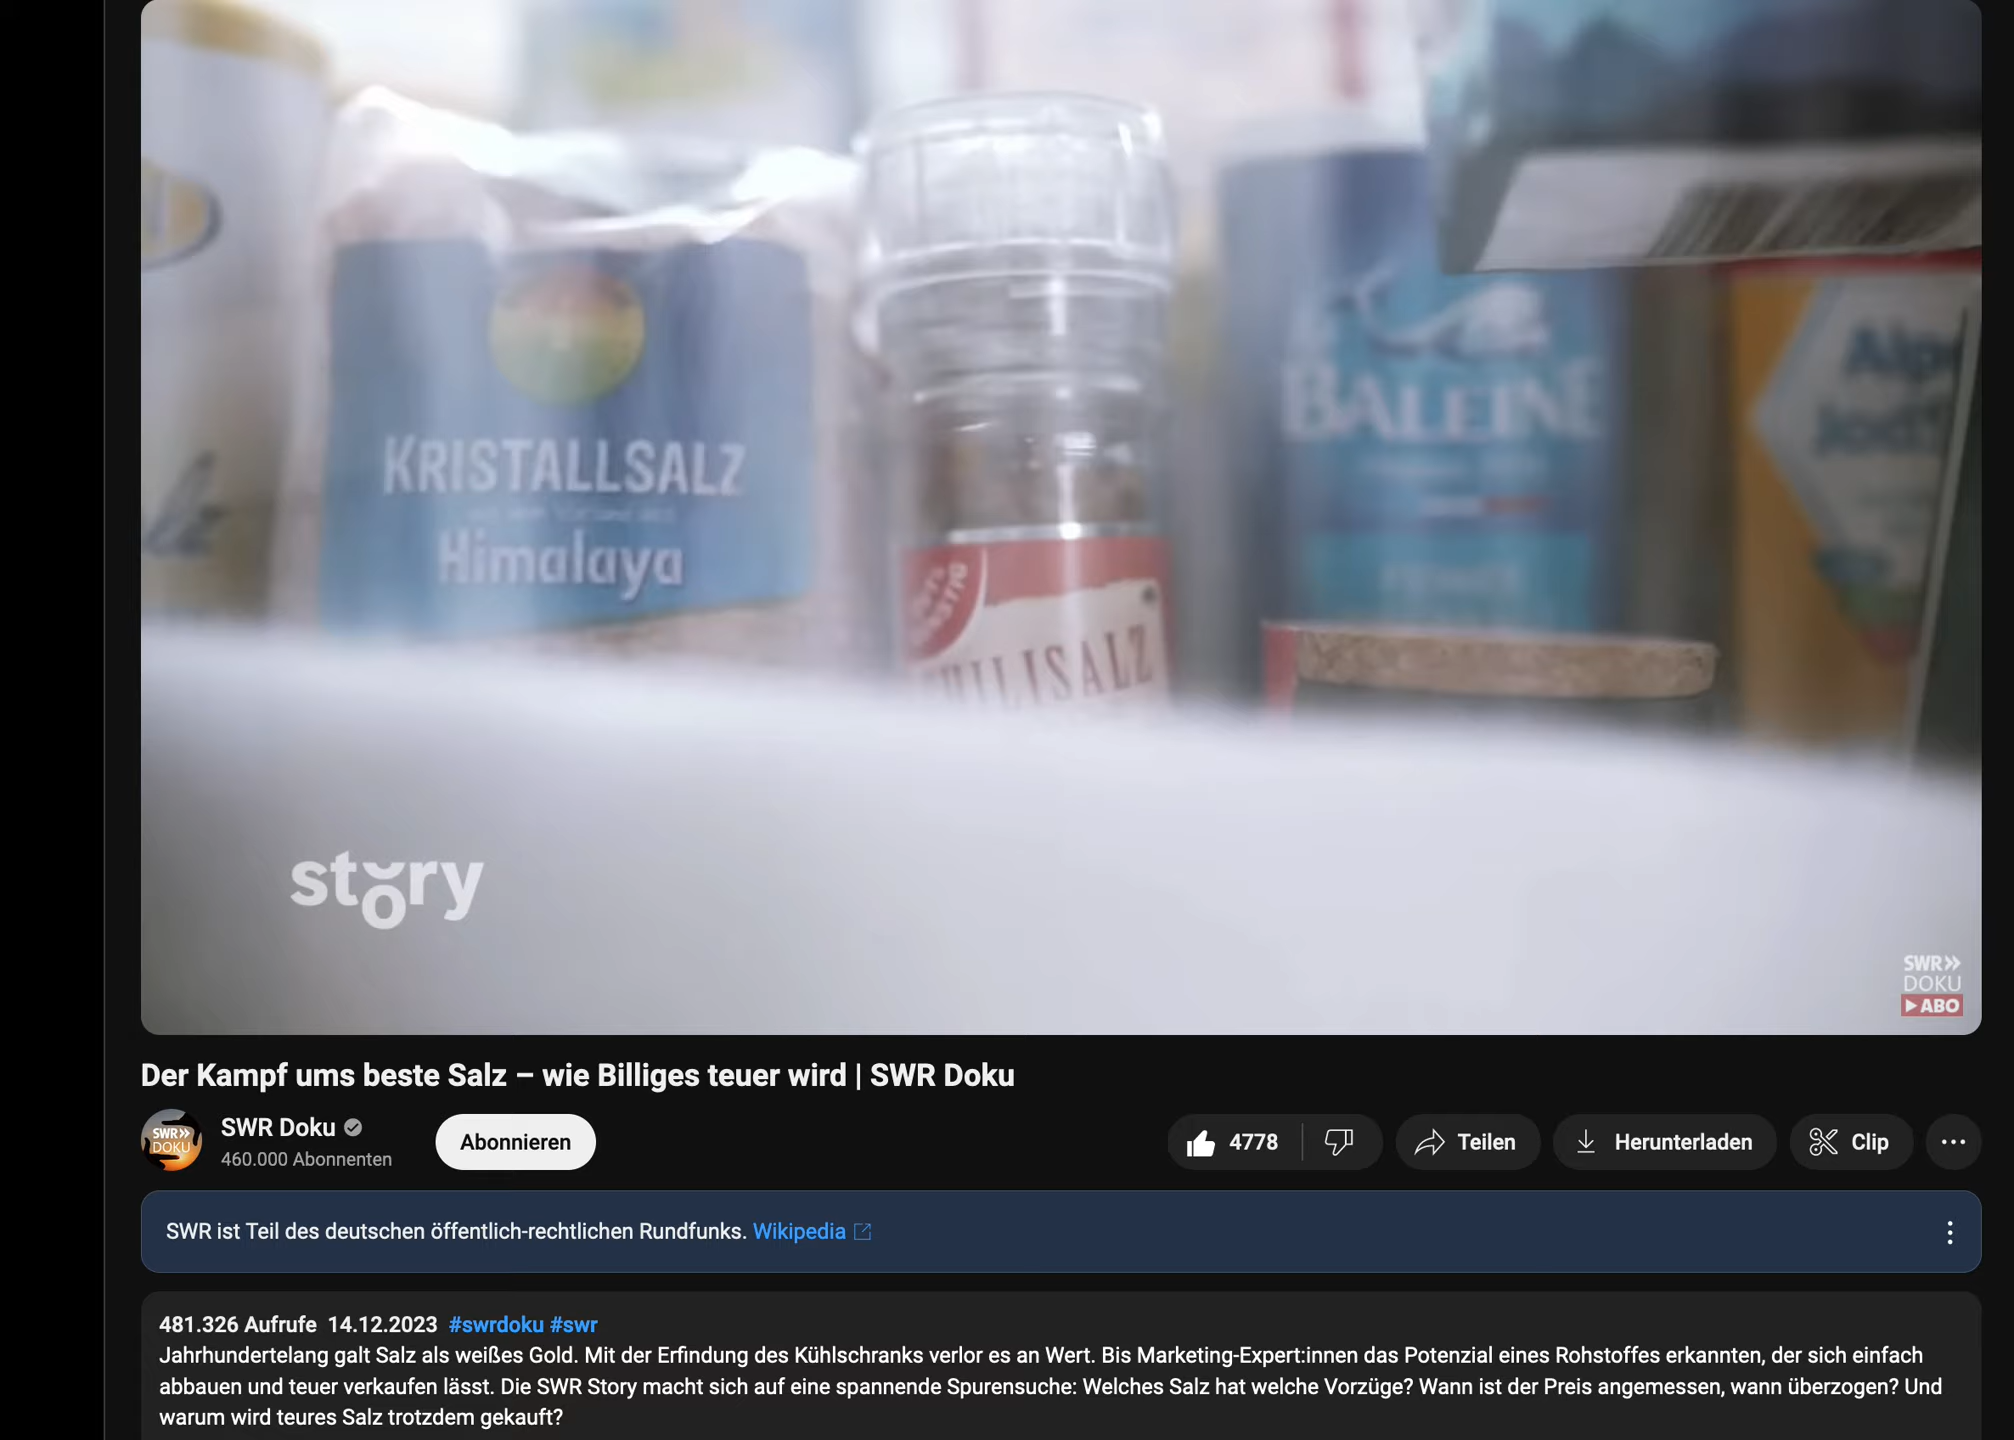 KRISTALLSALZ
Himalaya
BALEINE
CHILISALZ
story
SWR»
DOKU
ABO
Der Kampf ums beste Salz – wie Billiges teuer wird | SWR Doku
SWR»
DOKU
SWR Doku
460.000 Abonnenten
Abonnieren
4778
Teilen
Herunterladen
Clip
SWR ist Teil des deutschen öffentlich-rechtlichen Rundfunks. Wikipedia
481.326 Aufrufe 14.12.2023 #swrdoku #swr
Jahrhundertelang galt Salz als weißes Gold. Mit der Erfindung des Kühlschranks verlor es an Wert. Bis Marketing-Expert:innen das Potenzial eines Rohstoffes erkannten, der sich einfach
abbauen und teuer verkaufen lässt. Die SWR Story macht sich auf eine spannende Spurensuche: Welches Salz hat welche Vorzüge? Wann ist der Preis angemessen, wann überzogen? Und
warum wird teures Salz trotzdem gekauft?